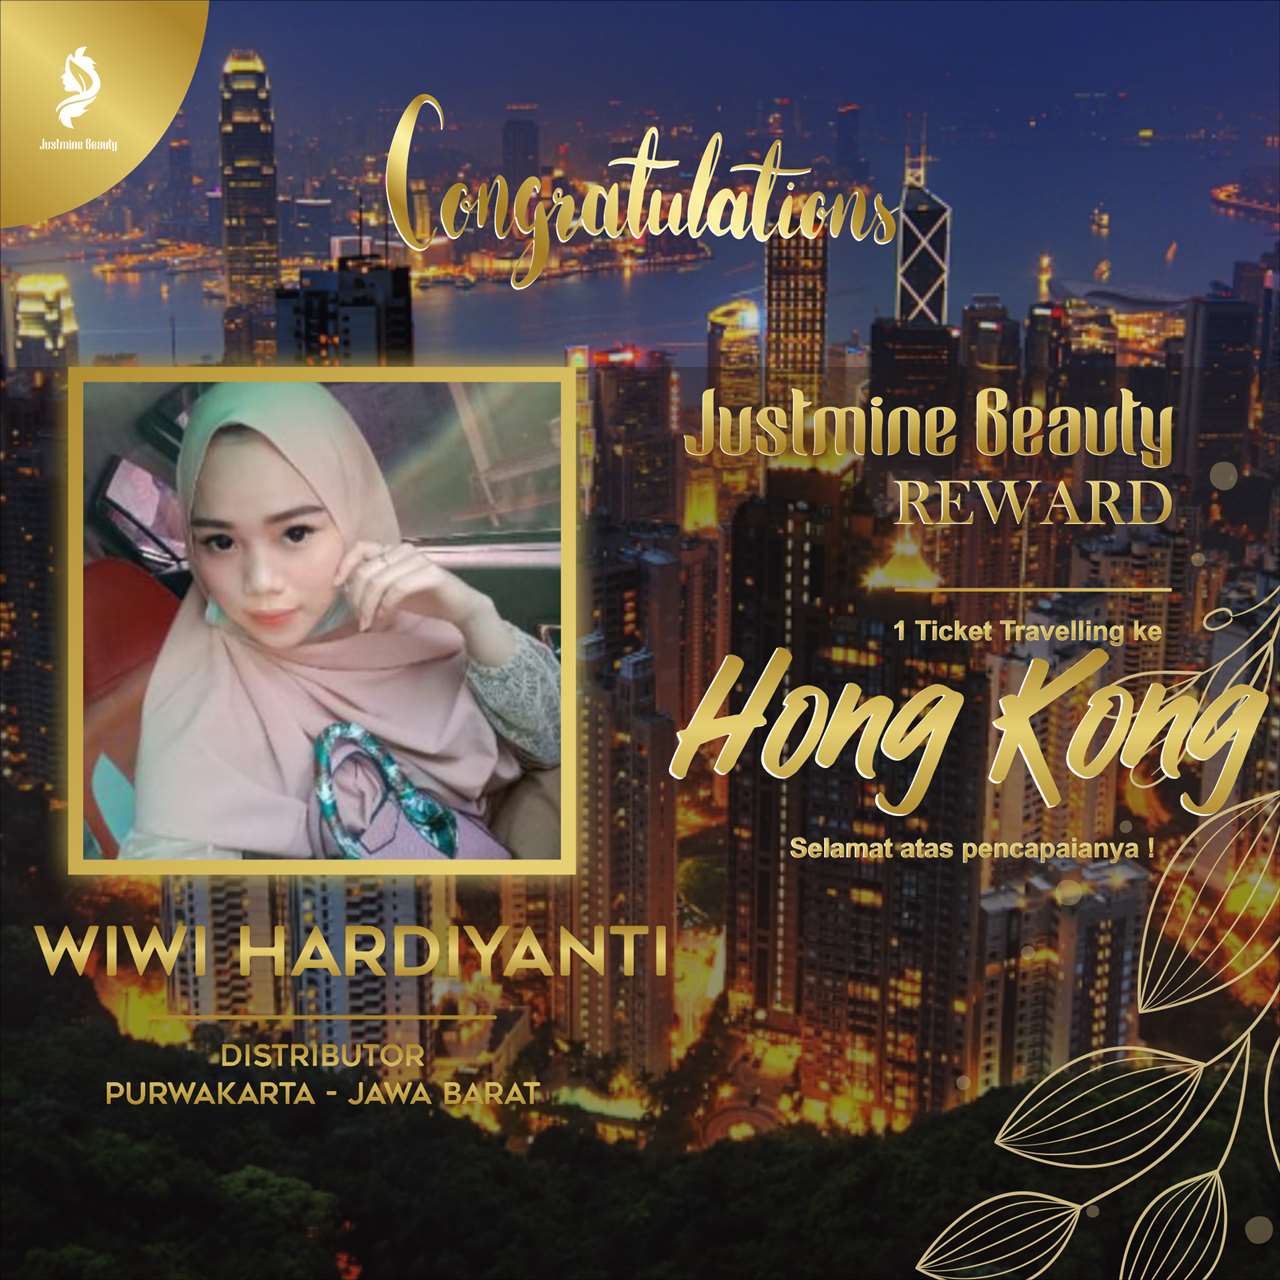 Justmine Beauty
Congratulations
Justmine Beauty
REWARD
1 Ticket Travelling ke
Hong Kong
Selamat atas pencapaianya !
WIWI HARDIYANTI
DISTRIBUTOR
PURWAKARTA - JAWA BARAT